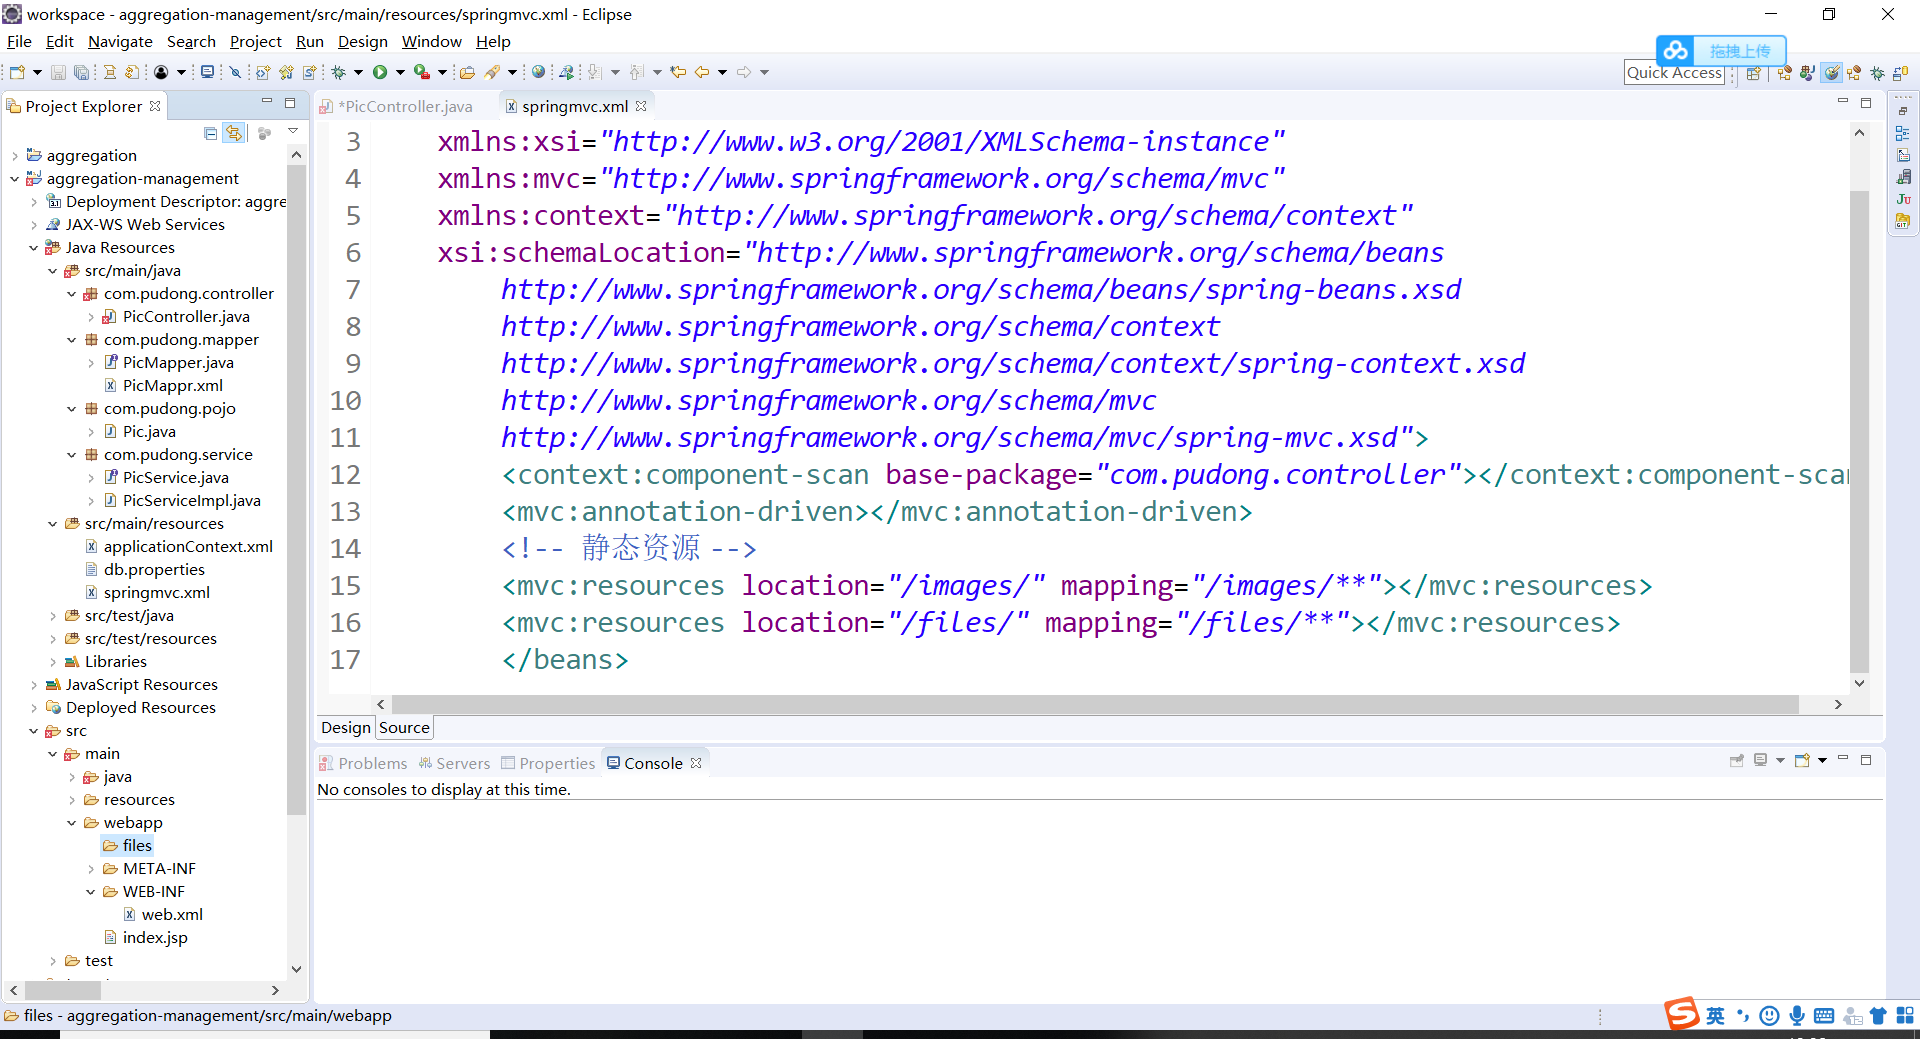 workspace - aggregation-management/src/main/resources/springmvc.xml - Eclipse
File Edit Navigate Search Project Run Design Window Help
拖拽上传
Quick Access
Project Explorer
*PicController.java springmvc.xml
aggregation
aggregation-management
Deployment Descriptor: aggre
JAX-WS Web Services
Java Resources
src/main/java
com.pudong.controller
PicController.java
com.pudong.mapper
PicMapper.java
PicMappr.xml
com.pudong.pojo
Pic.java
com.pudong.service
PicService.java
PicServiceImpl.java
src/main/resources
applicationContext.xml
db.properties
springmvc.xml
src/test/java
src/test/resources
Libraries
JavaScript Resources
Deployed Resources
src
main
java
resources
webapp
files
META-INF
WEB-INF
web.xml
index.jsp
test
3 xmlns:xsi="http://www.w3.org/2001/XMLSchema-instance"
4 xmlns:mvc="http://www.springframework.org/schema/mvc"
5 xmlns:context="http://www.springframework.org/schema/context"
6 xsi:schemaLocation="http://www.springframework.org/schema/beans
7 http://www.springframework.org/schema/beans/spring-beans.xsd
8 http://www.springframework.org/schema/context
9 http://www.springframework.org/schema/context/spring-context.xsd
10 http://www.springframework.org/schema/mvc
11 http://www.springframework.org/schema/mvc/spring-mvc.xsd">
12 <context:component-scan base-package="com.pudong.controller"></context:component-scan
13 <mvc:annotation-driven></mvc:annotation-driven>
14 <!-- 静态资源 -->
15 <mvc:resources location="/images/" mapping="/images/**"></mvc:resources>
16 <mvc:resources location="/files/" mapping="/files/**"></mvc:resources>
17 </beans>
Design Source
Problems Servers Properties Console
No consoles to display at this time.
files - aggregation-management/src/main/webapp
英